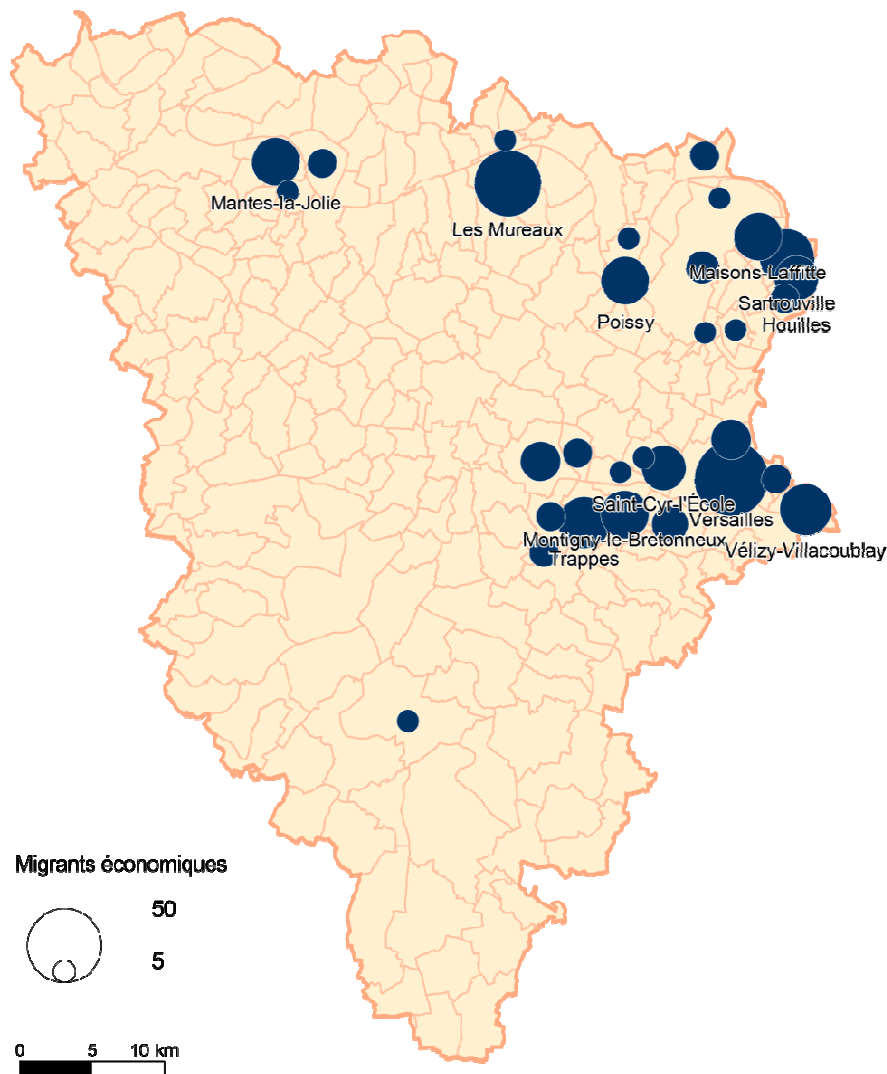 Mantes-la-Jolie
Les Mureaux
Maisons-Laffitte
Sartrouville
Houilles
Poissy
Saint-Cyr-l'École
Versailles
Montigny-le-Bretonneux
Vélizy-Villacoublay
Trappes
Migrants économiques
50
5
0 5 10 km